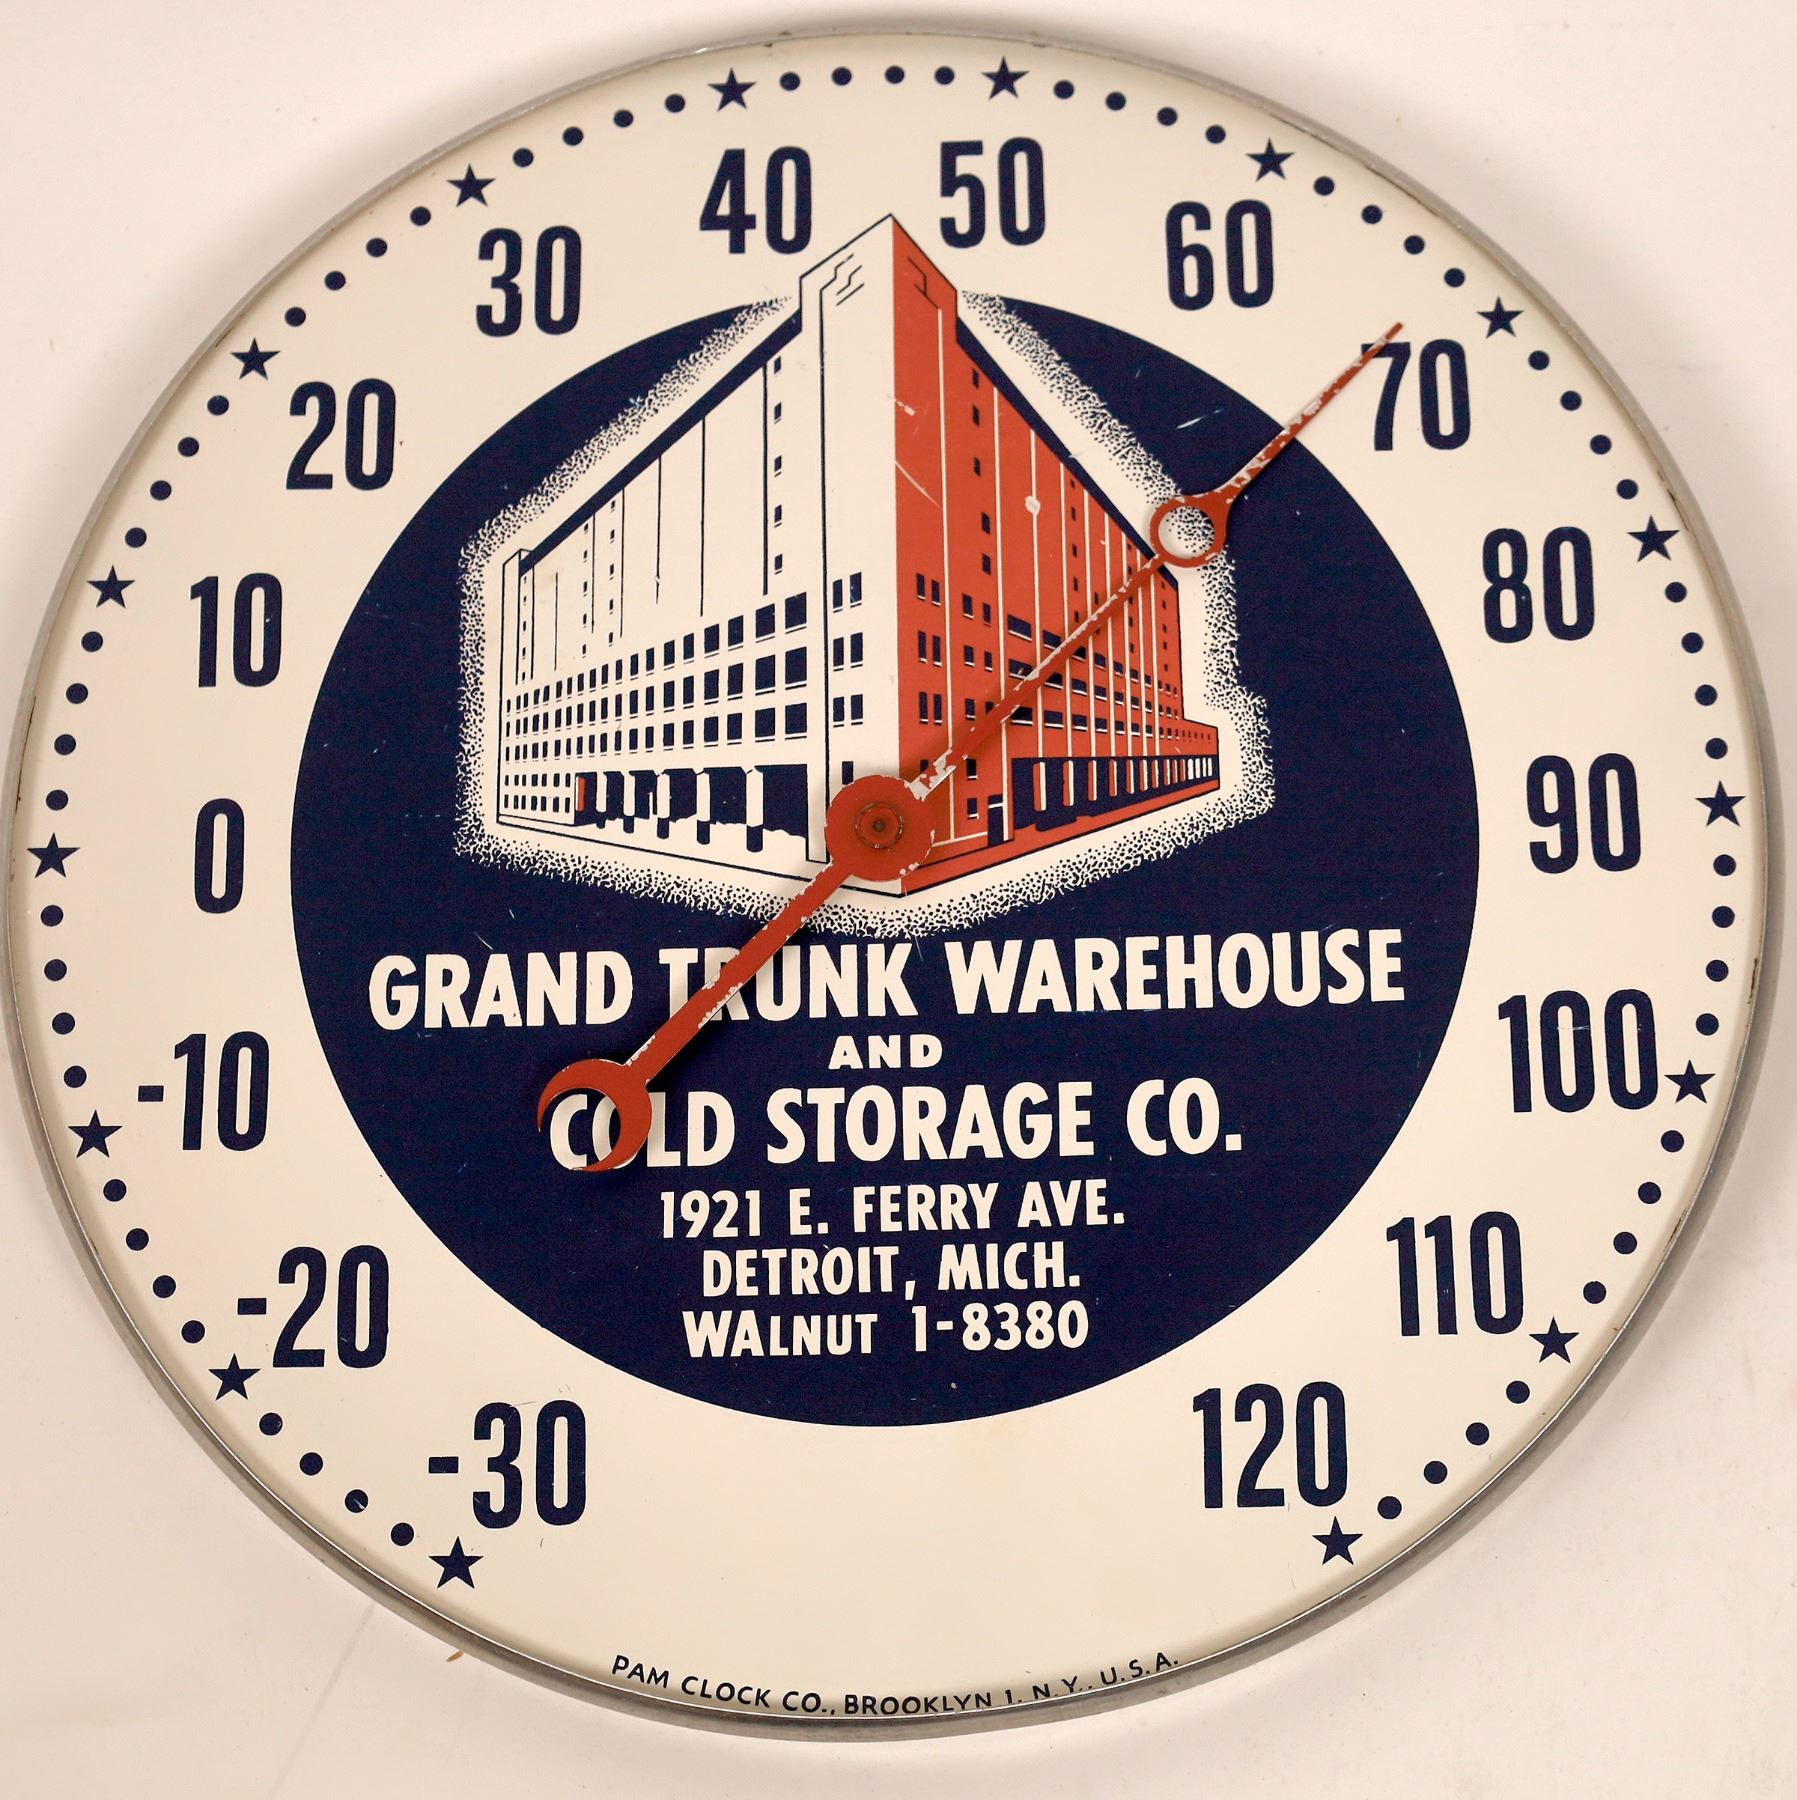 40 50
30 60
20 70
10 80
0 90
-10 100
-20 110
-30 120
GRAND TRUNK WAREHOUSE
AND
COLD STORAGE CO.
1921 E. FERRY AVE.
DETROIT, MICH.
WALNUT 1-8380
PAM CLOCK CO., BROOKLYN 1, N.Y., U.S.A.